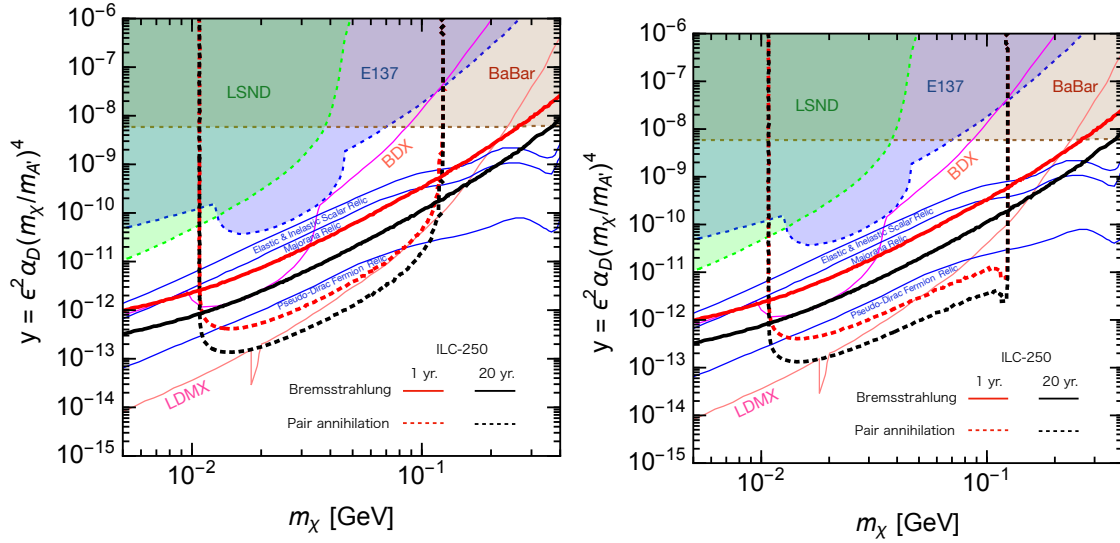 10⁻⁶
10⁻⁷
10⁻⁸
10⁻⁹
10⁻¹⁰
10⁻¹¹
10⁻¹²
10⁻¹³
10⁻¹⁴
10⁻¹⁵
y = ϵ² α_D(m_χ/m_A')⁴
LSND
E137
BaBar
BDX
Elastic & Inelastic Scalar Relic
Majorana Relic
Pseudo-Dirac Fermion Relic
LDMX
ILC-250
1 yr. 20 yr.
Bremsstrahlung
Pair annihilation
10⁻² 10⁻¹
m_χ [GeV]
10⁻⁶
10⁻⁷
10⁻⁸
10⁻⁹
10⁻¹⁰
10⁻¹¹
10⁻¹²
10⁻¹³
10⁻¹⁴
10⁻¹⁵
y = ϵ² α_D(m_χ/m_A')⁴
LSND
E137
BaBar
BDX
Elastic & Inelastic Scalar Relic
Majorana Relic
Pseudo-Dirac Fermion Relic
LDMX
ILC-250
1 yr. 20 yr.
Bremsstrahlung
Pair annihilation
10⁻² 10⁻¹
m_χ [GeV]